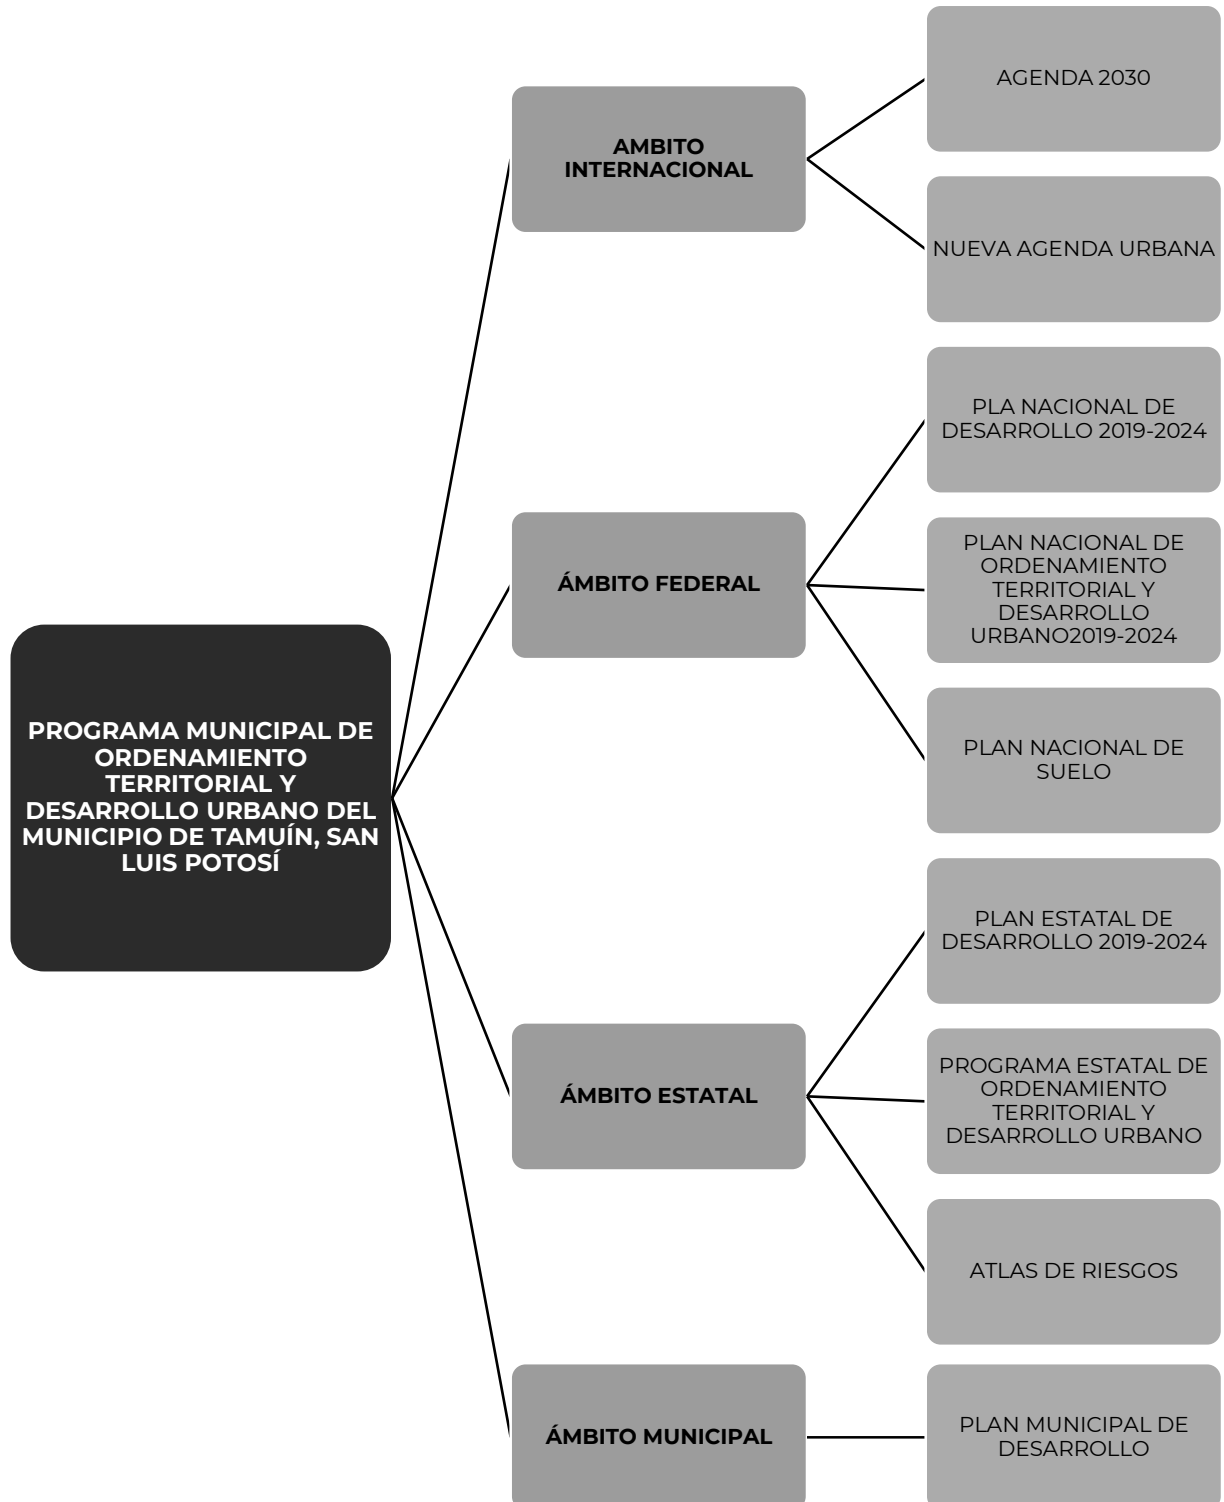 PROGRAMA MUNICIPAL DE
ORDENAMIENTO
TERRITORIAL Y
DESARROLLO URBANO DEL
MUNICIPIO DE TAMUÍN, SAN
LUIS POTOSÍ
AMBITO
INTERNACIONAL
AGENDA 2030
NUEVA AGENDA URBANA
ÁMBITO FEDERAL
PLA NACIONAL DE
DESARROLLO 2019-2024
PLAN NACIONAL DE
ORDENAMIENTO
TERRITORIAL Y
DESARROLLO
URBANO2019-2024
PLAN NACIONAL DE
SUELO
ÁMBITO ESTATAL
PLAN ESTATAL DE
DESARROLLO 2019-2024
PROGRAMA ESTATAL DE
ORDENAMIENTO
TERRITORIAL Y
DESARROLLO URBANO
ATLAS DE RIESGOS
ÁMBITO MUNICIPAL
PLAN MUNICIPAL DE
DESARROLLO